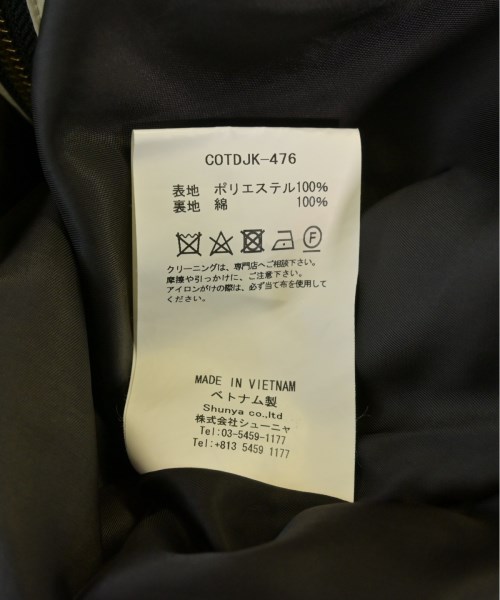 COTDJK-476
表地 ポリエステル100%
裏地 綿 100%
クリーニングは、専門店へご相談下さい。
摩擦や引っかけに、ご注意下さい。
アイロンがけの際は、必ず当て布を使用して
ください。
MADE IN VIETNAM
ベトナム製
Shunya co.,ltd
株式会社シューニャ
Tel:03-5459-1177
Tel:+813 5459 1177